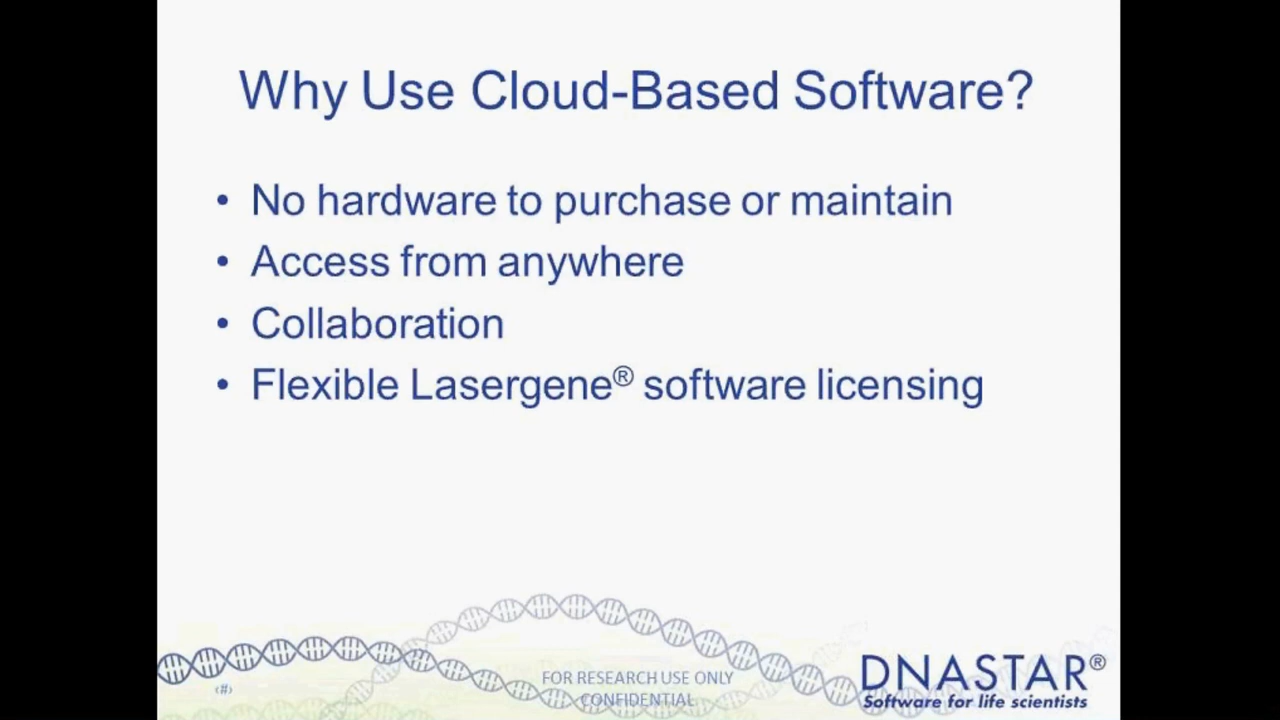 Why Use Cloud-Based Software?
• No hardware to purchase or maintain
• Access from anywhere
• Collaboration
• Flexible Lasergene® software licensing
‹#›
FOR RESEARCH USE ONLY
CONFIDENTIAL
DNASTAR®
Software for life scientists